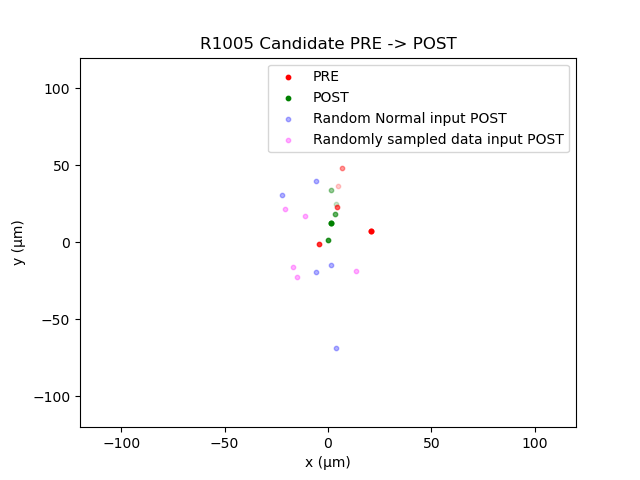 R1005 Candidate PRE -> POST
PRE
POST
Random Normal input POST
Randomly sampled data input POST
100
50
0
−50
−100
y (μm)
−100 −50 0 50 100
x (μm)